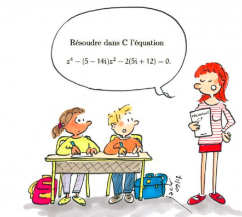 Résoudre dans C l'équation
z⁴ − (5 − 14i)z² − 2(5i + 12) = 0.